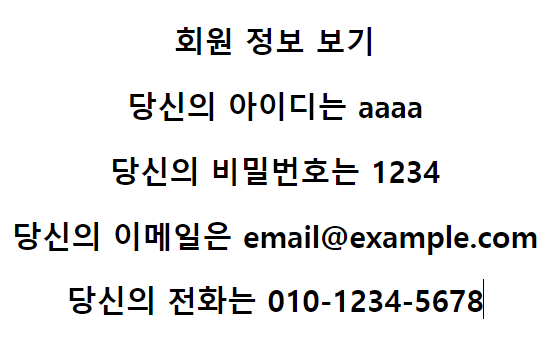 회원 정보 보기
당신의 아이디는 aaaa
당신의 비밀번호는 1234
당신의 이메일은 email@example.com
당신의 전화는 010-1234-5678